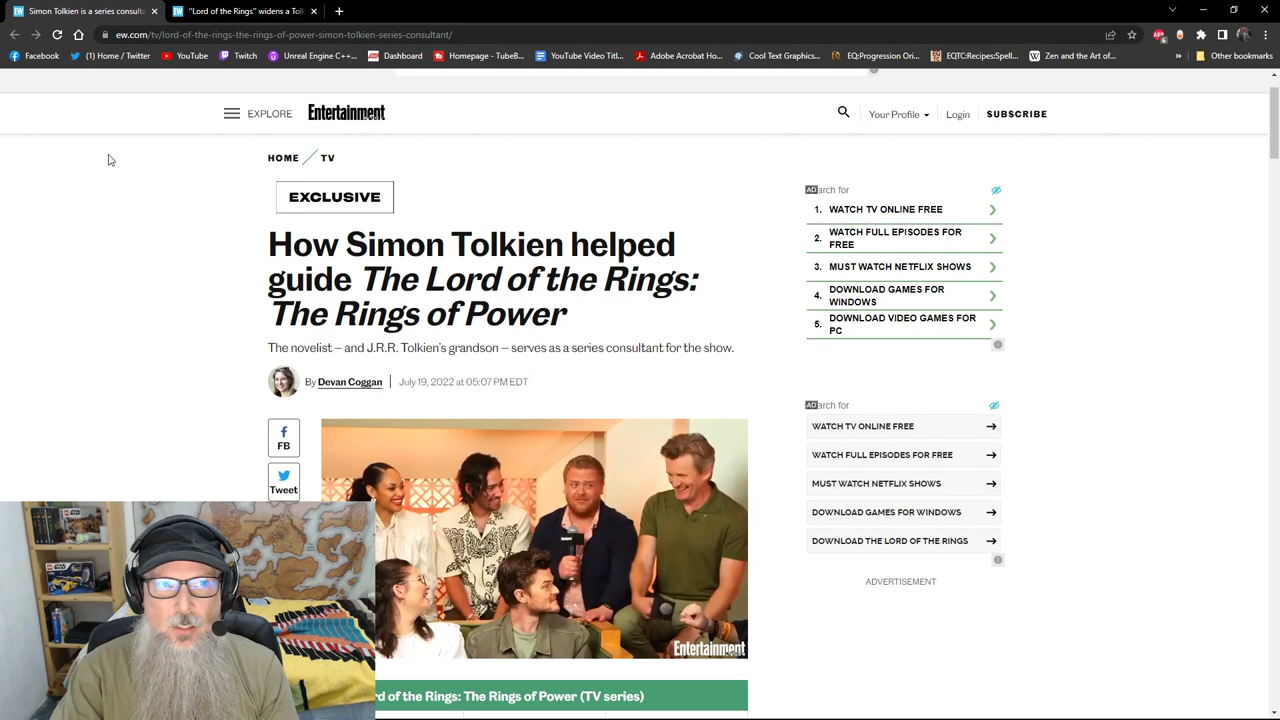 Simon Tolkien is a series consulta
"Lord of the Rings" widens a Tol
ew.com/tv/lord-of-the-rings-rings-of-power-simon-tolkien-series-consultant/
Facebook
(1) Home / Twitter
YouTube
Twitch
Unreal Engine C++...
Dashboard
Homepage - TubeB...
YouTube Video Titl...
Adobe Acrobat Ho...
Cool Text Graphics...
EQ:Progression:Ve...
EQTC:Recipes:Spell...
Zen and the Art of...
»
Other bookmarks
EXPLORE
Entertainment
Your Profile
Login
SUBSCRIBE
HOME / TV
EXCLUSIVE
How Simon Tolkien helped
guide The Lord of the Rings:
The Rings of Power
The novelist – and J.R.R. Tolkien's grandson – serves as a series consultant for the show.
By Devan Coggan | July 19, 2022 at 05:07 PM EDT
FB
Tweet
Entertainment
rd of the Rings: The Rings of Power (TV series)
AD arch for
1. WATCH TV ONLINE FREE
2. WATCH FULL EPISODES FOR
FREE
3. MUST WATCH NETFLIX SHOWS
4. DOWNLOAD GAMES FOR
WINDOWS
5. DOWNLOAD VIDEO GAMES FOR
PC
AD arch for
WATCH TV ONLINE FREE
WATCH FULL EPISODES FOR FREE
MUST WATCH NETFLIX SHOWS
DOWNLOAD GAMES FOR WINDOWS
DOWNLOAD THE LORD OF THE RINGS
ADVERTISEMENT